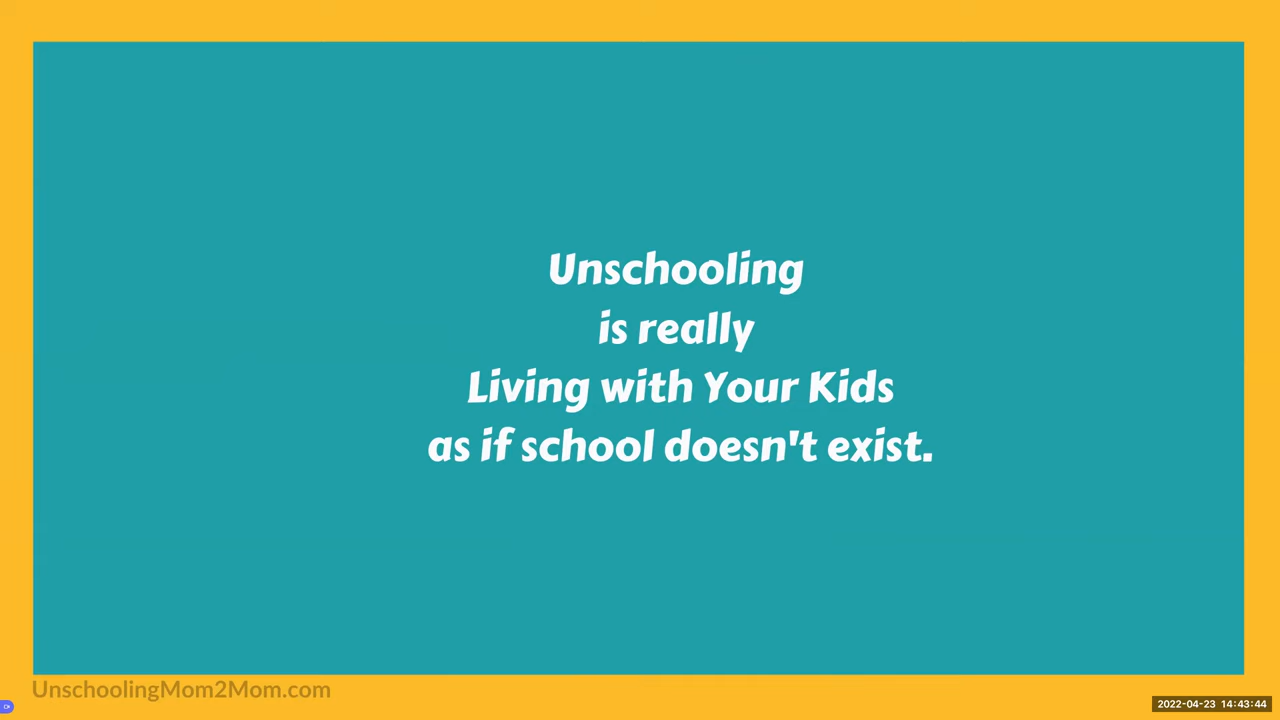 Unschooling
is really
Living with Your Kids
as if school doesn't exist.
UnschoolingMom2Mom.com
2022-04-23 14:43:44